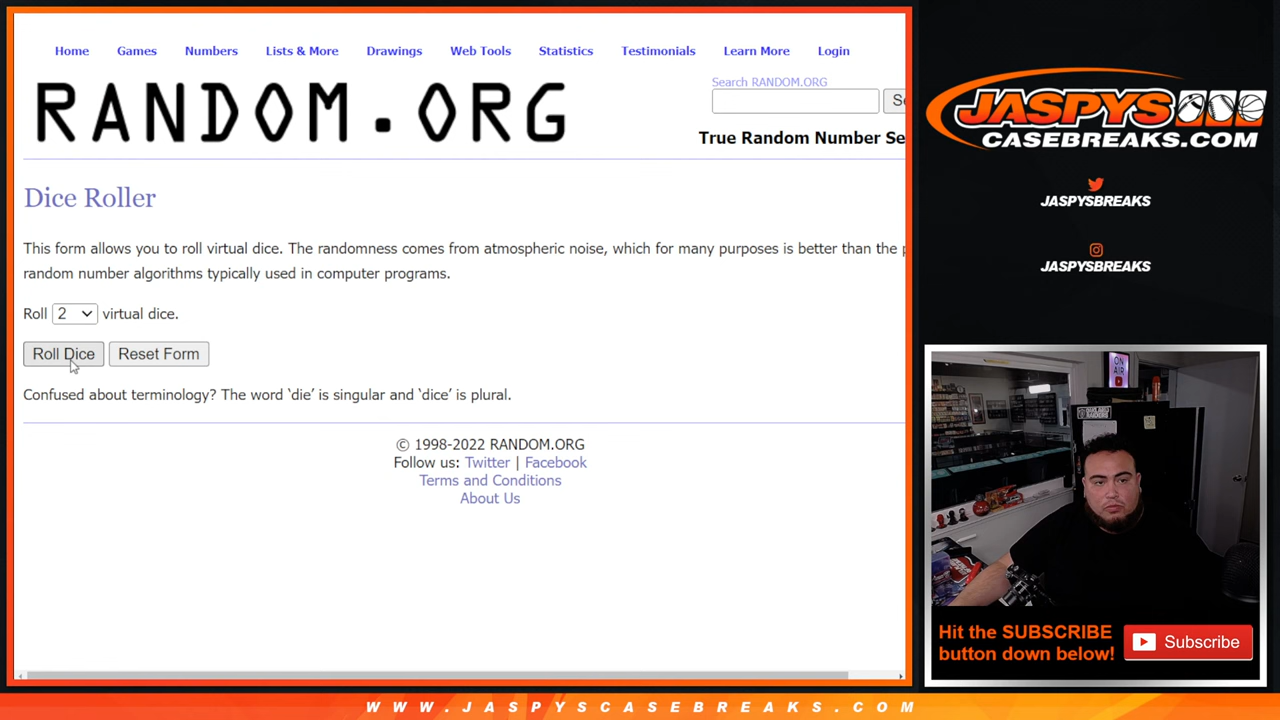 Home Games Numbers Lists & More Drawings Web Tools Statistics Testimonials Learn More Login
RANDOM.ORG
Search RANDOM.ORG
True Random Number Se
Dice Roller
This form allows you to roll virtual dice. The randomness comes from atmospheric noise, which for many purposes is better than the p
random number algorithms typically used in computer programs.
Roll 2 virtual dice.
Roll Dice Reset Form
Confused about terminology? The word ‘die’ is singular and ‘dice’ is plural.
© 1998-2022 RANDOM.ORG
Follow us: Twitter | Facebook
Terms and Conditions
About Us
JASPYS
CASEBREAKS.COM
JASPYSBREAKS
JASPYSBREAKS
ON
AIR
Hit the SUBSCRIBE
button down below!
Subscribe
WWW.JASPYSCASEBREAKS.COM